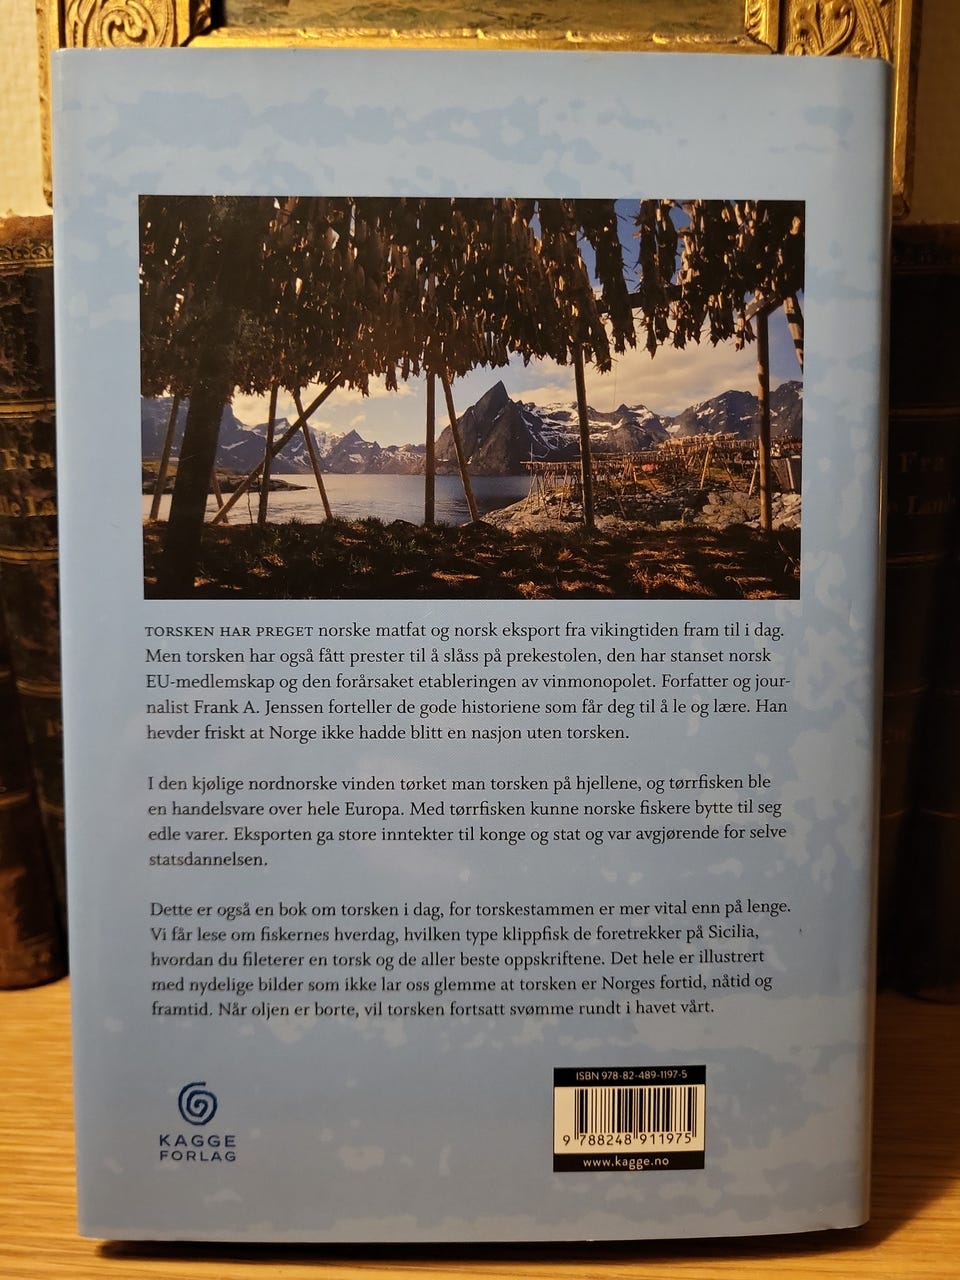 TORSKEN HAR PREGET norske matfat og norsk eksport fra vikingtiden fram til i dag.
Men torsken har også fått prester til å slåss på prekestolen, den har stanset norsk
EU-medlemskap og den forårsaket etableringen av vinmonopolet. Forfatter og jour-
nalist Frank A. Jenssen forteller de gode historiene som får deg til å le og lære. Han
hevder friskt at Norge ikke hadde blitt en nasjon uten torsken.
I den kjølige nordnorske vinden tørket man torsken på hjellene, og tørrfisken ble
en handelsvare over hele Europa. Med tørrfisken kunne norske fiskere bytte til seg
edle varer. Eksporten ga store inntekter til konge og stat og var avgjørende for selve
statsdannelsen.
Dette er også en bok om torsken i dag, for torskestammen er mer vital enn på lenge.
Vi får lese om fiskernes hverdag, hvilken type klippfisk de foretrekker på Sicilia,
hvordan du fileterer en torsk og de aller beste oppskriftene. Det hele er illustrert
med nydelige bilder som ikke lar oss glemme at torsken er Norges fortid, nåtid og
framtid. Når oljen er borte, vil torsken fortsatt svømme rundt i havet vårt.
KAGGE
FORLAG
ISBN 978-82-489-1197-5
9 788248 911975
www.kagge.no
Fra